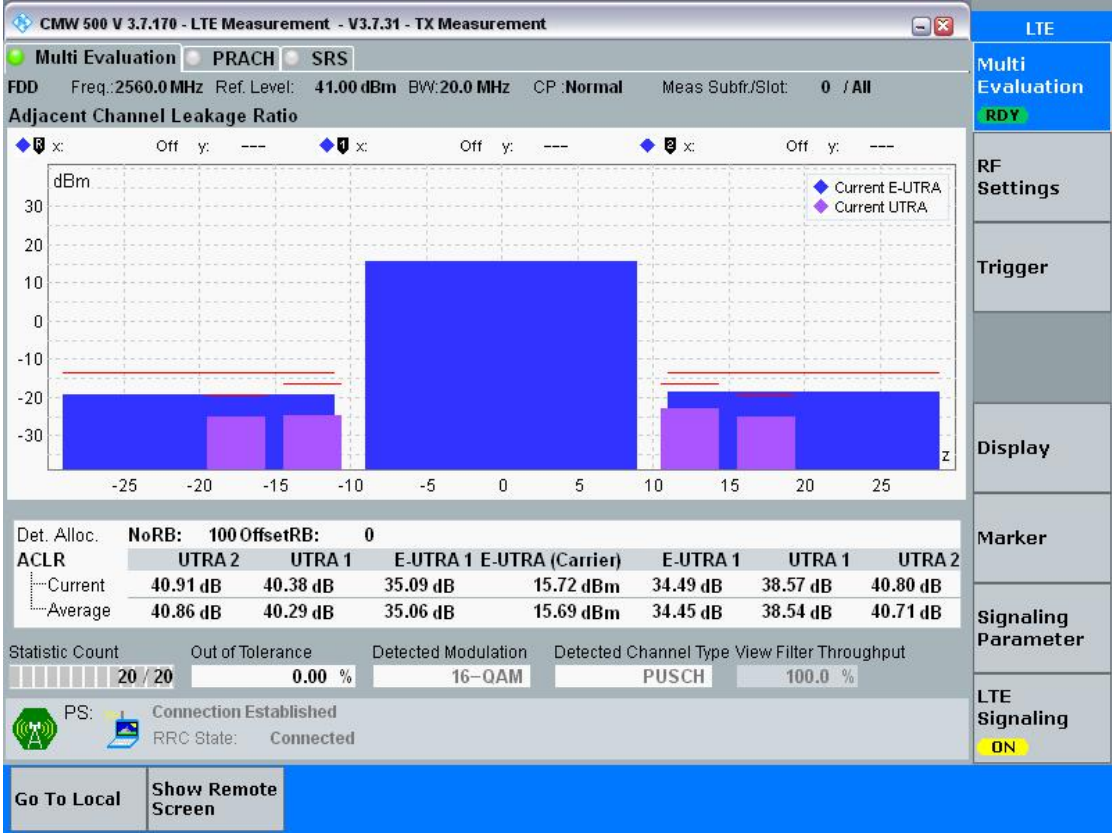 CMW 500 V 3.7.170 - LTE Measurement - V3.7.31 - TX Measurement
LTE
Multi Evaluation PRACH SRS
Multi
Evaluation
RDY
FDD Freq.:2560.0 MHz Ref. Level: 41.00 dBm BW:20.0 MHz CP :Normal Meas Subfr./Slot: 0 / All
Adjacent Channel Leakage Ratio
R x: Off y: --- 1 x: Off y: --- 2 x: Off y: ---
dBm
Current E-UTRA
Current UTRA
30
20
10
0
-10
-20
-30
z
-25 -20 -15 -10 -5 0 5 10 15 20 25
RF
Settings
Trigger
Display
Marker
Signaling
Parameter
LTE
Signaling
ON
Det. Alloc. NoRB: 100 OffsetRB: 0
ACLR UTRA 2 UTRA 1 E-UTRA 1 E-UTRA (Carrier) E-UTRA 1 UTRA 1 UTRA 2
Current 40.91 dB 40.38 dB 35.09 dB 15.72 dBm 34.49 dB 38.57 dB 40.80 dB
Average 40.86 dB 40.29 dB 35.06 dB 15.69 dBm 34.45 dB 38.54 dB 40.71 dB
Statistic Count Out of Tolerance Detected Modulation Detected Channel Type View Filter Throughput
20 / 20 0.00 % 16-QAM PUSCH 100.0 %
PS: Connection Established
RRC State: Connected
Go To Local
Show Remote
Screen